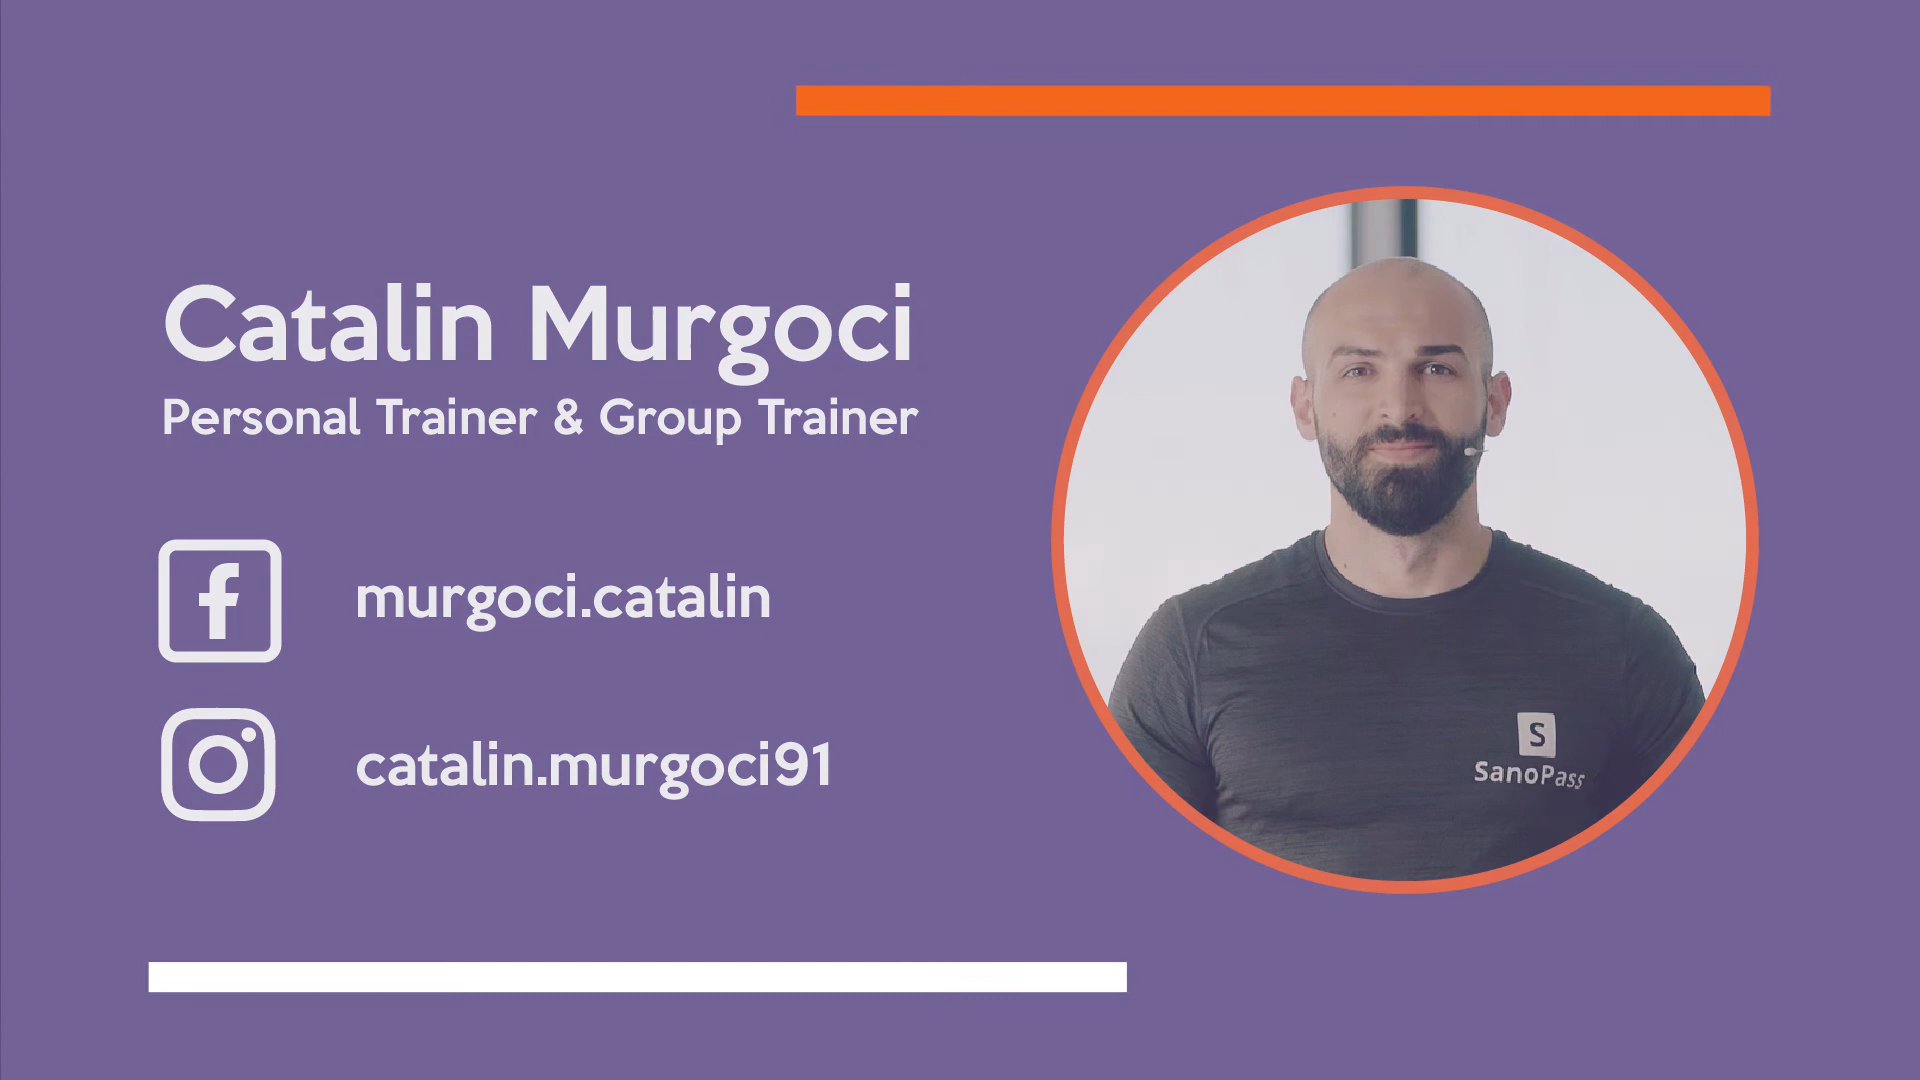 Catalin Murgoci
Personal Trainer & Group Trainer
murgoci.catalin
catalin.murgoci91
S
SanoPass